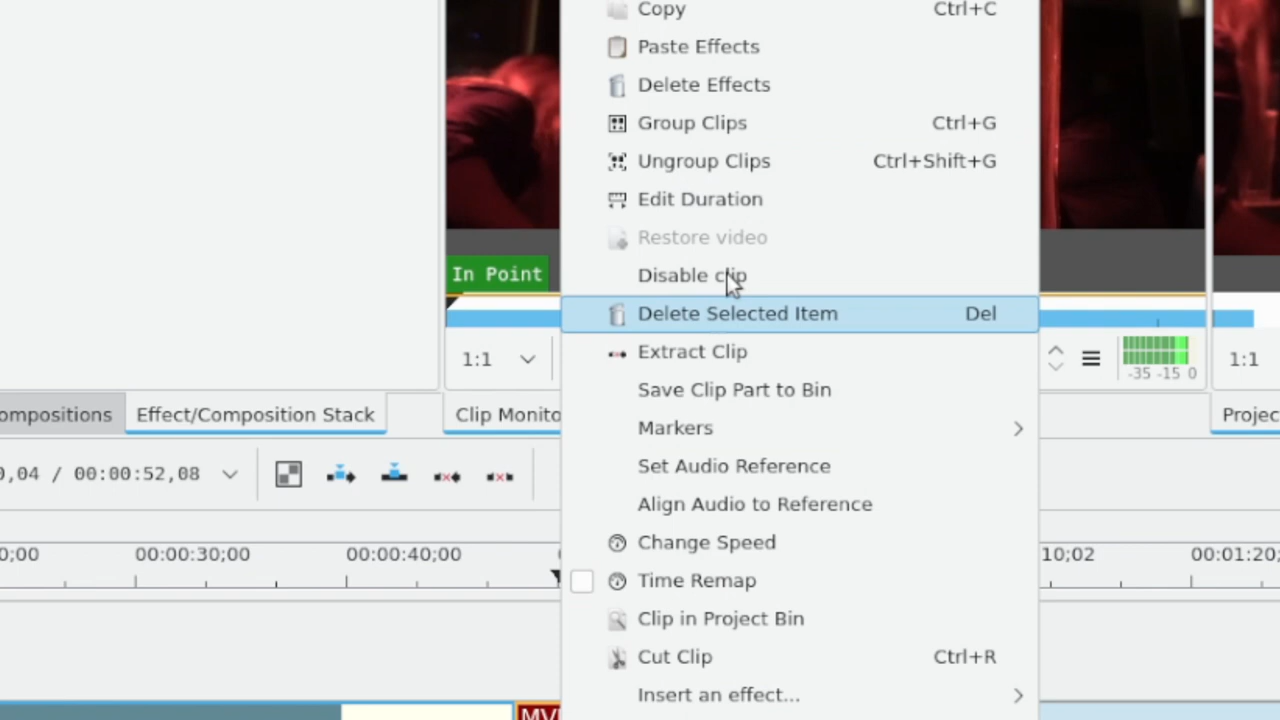 Copy Ctrl+C
Paste Effects
Delete Effects
Group Clips Ctrl+G
Ungroup Clips Ctrl+Shift+G
Edit Duration
Restore video
In Point
Disable clip
Delete Selected Item Del
1:1
Extract Clip
-35 -15 0
1:1
Save Clip Part to Bin
ompositions
Effect/Composition Stack
Clip Monito
Projec
Markers
Set Audio Reference
0,04 / 00:00:52,08
Align Audio to Reference
Change Speed
0;00 00:00:30;00 00:00:40;00 10;02 00:01:20;
Time Remap
Clip in Project Bin
Cut Clip Ctrl+R
Insert an effect...